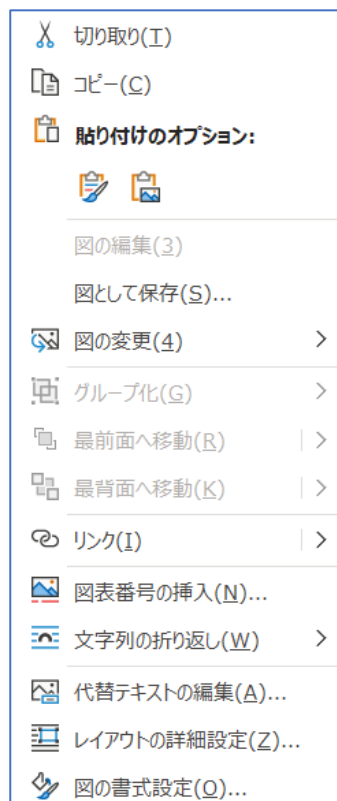 切り取り(T)
コピー(C)
貼り付けのオプション:
図の編集(3)
図として保存(S)...
図の変更(4)
グループ化(G)
最前面へ移動(R)
最背面へ移動(K)
リンク(I)
図表番号の挿入(N)...
文字列の折り返し(W)
代替テキストの編集(A)...
レイアウトの詳細設定(Z)...
図の書式設定(O)...